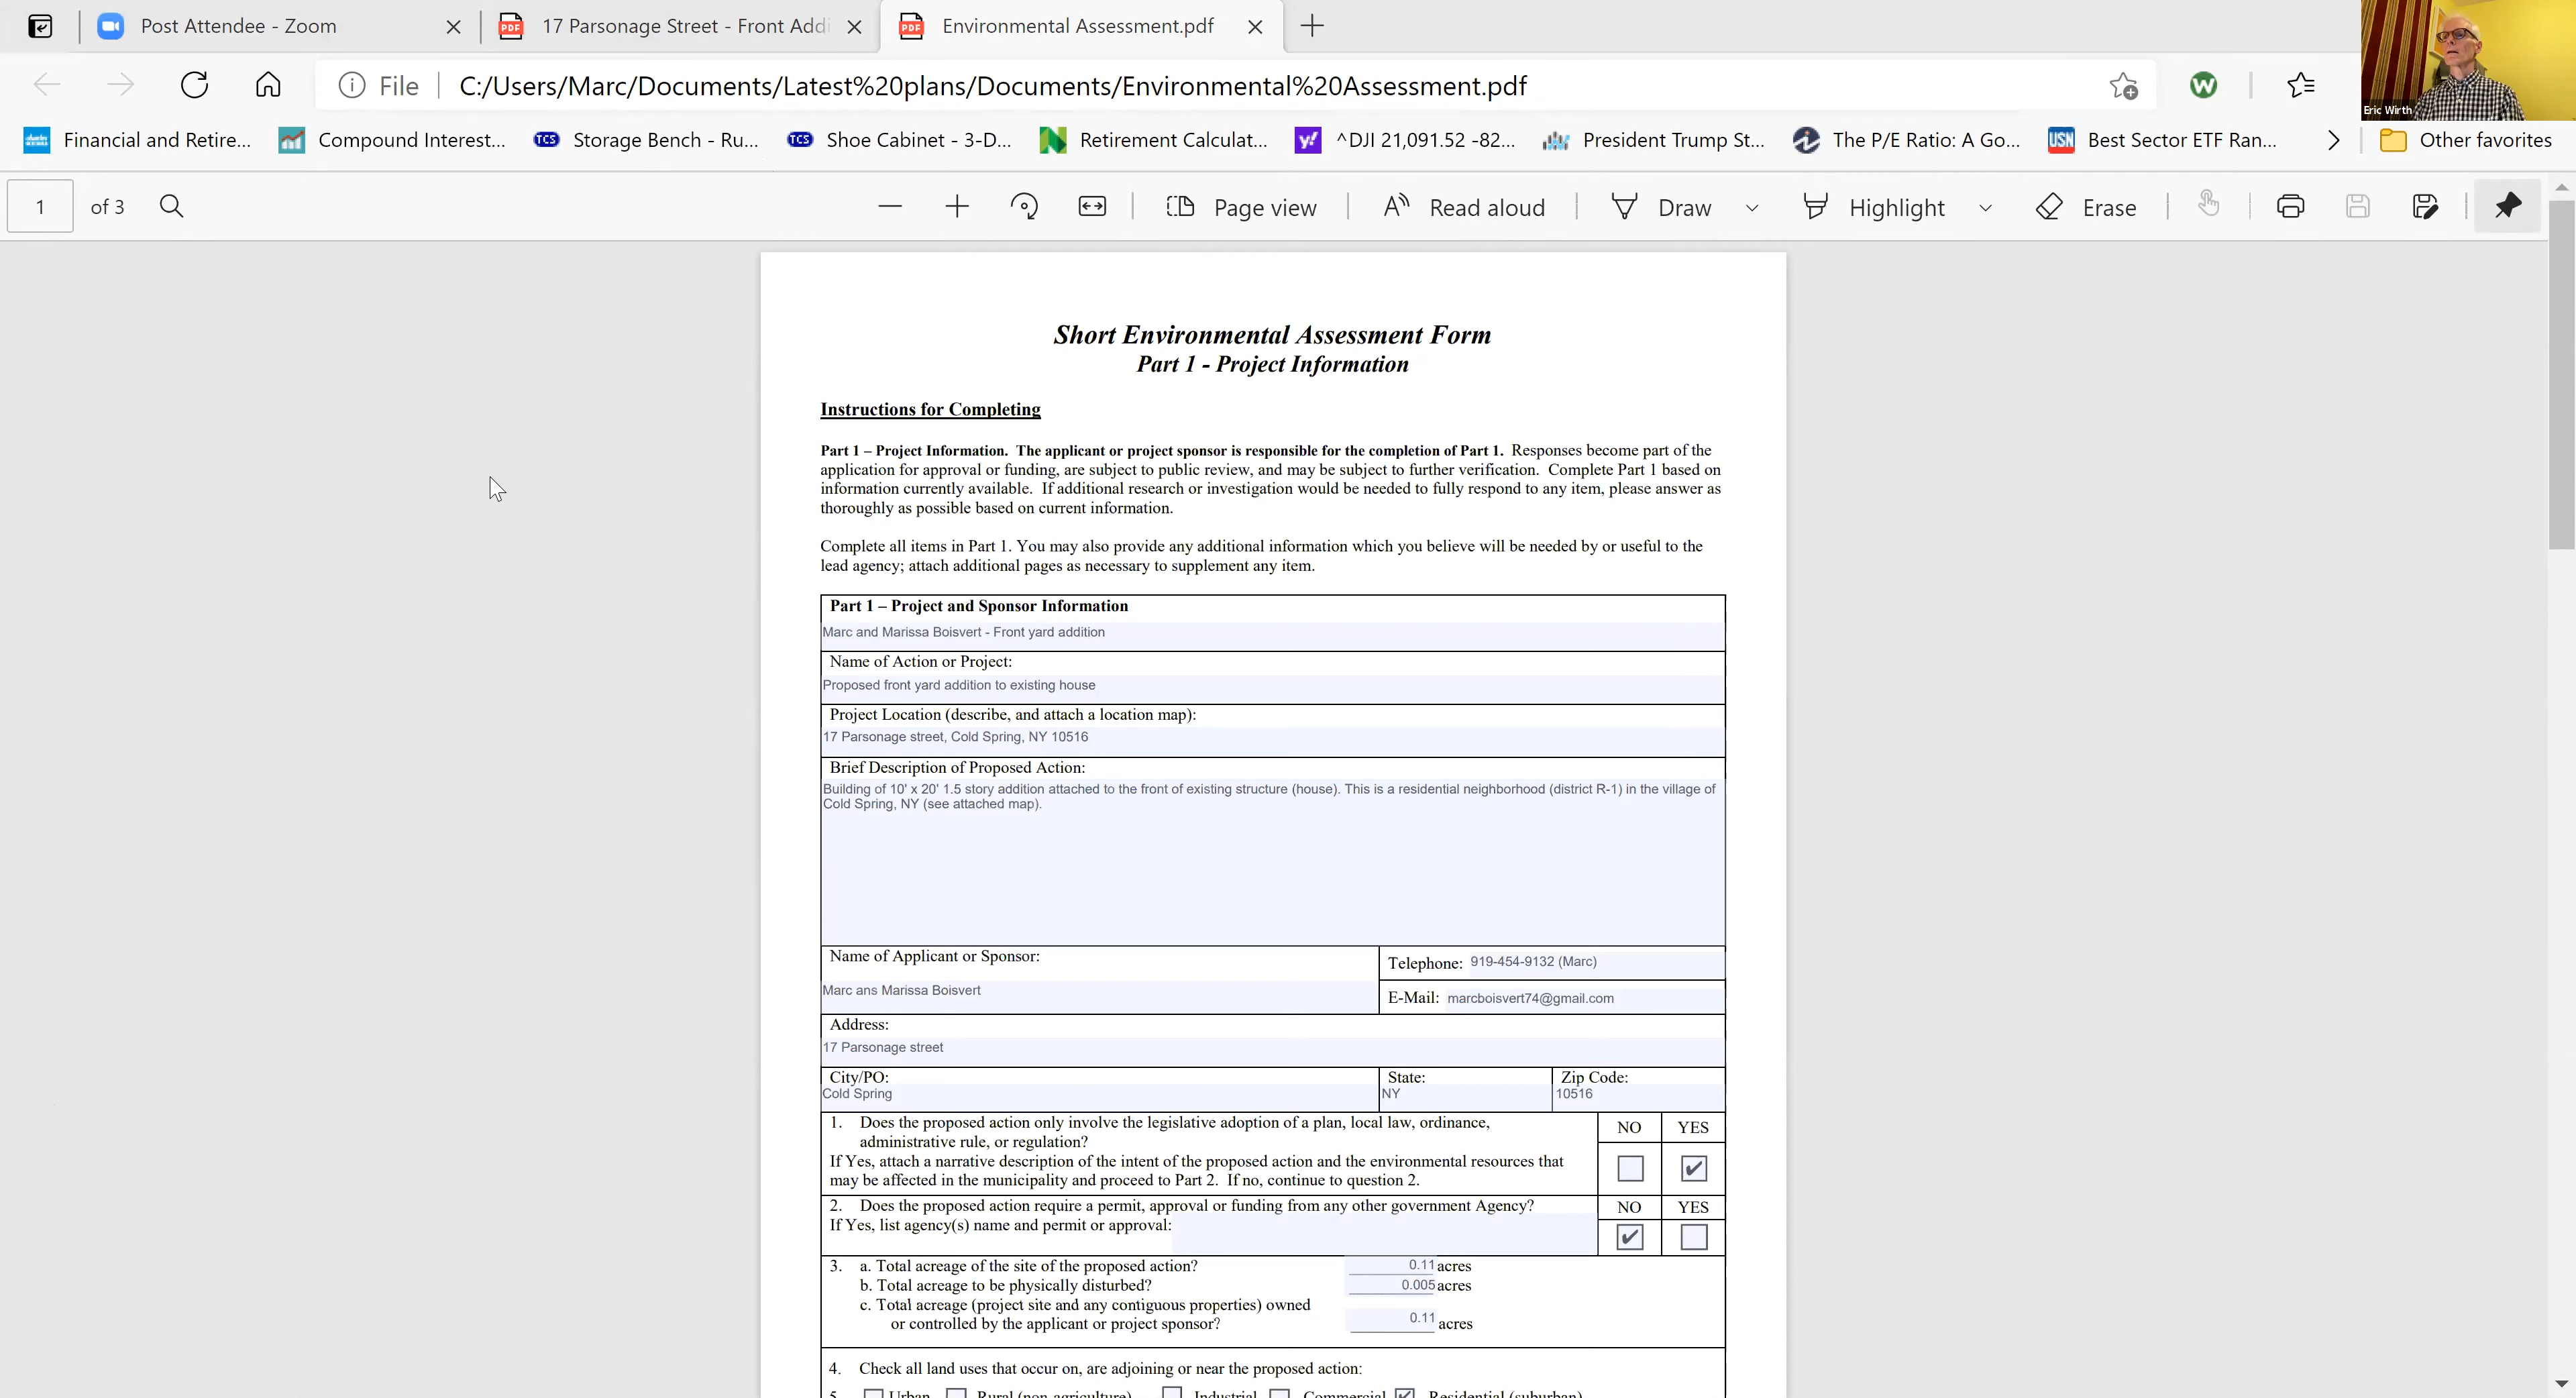 Post Attendee - Zoom
17 Parsonage Street - Front Addi
Environmental Assessment.pdf
File
C:/Users/Marc/Documents/Latest%20plans/Documents/Environmental%20Assessment.pdf
Eric Wirth
Financial and Retire...
Compound Interest...
TCS Storage Bench - Ru...
TCS Shoe Cabinet - 3-D...
Retirement Calculat...
^DJI 21,091.52 -82...
President Trump St...
The P/E Ratio: A Go...
USN Best Sector ETF Ran...
Other favorites
1 of 3
Page view
Read aloud
Draw
Highlight
Erase
Short Environmental Assessment Form
Part 1 - Project Information
Instructions for Completing
Part 1 – Project Information. The applicant or project sponsor is responsible for the completion of Part 1. Responses become part of the
application for approval or funding, are subject to public review, and may be subject to further verification. Complete Part 1 based on
information currently available. If additional research or investigation would be needed to fully respond to any item, please answer as
thoroughly as possible based on current information.
Complete all items in Part 1. You may also provide any additional information which you believe will be needed by or useful to the
lead agency; attach additional pages as necessary to supplement any item.
Part 1 – Project and Sponsor Information
Marc and Marissa Boisvert - Front yard addition
Name of Action or Project:
Proposed front yard addition to existing house
Project Location (describe, and attach a location map):
17 Parsonage street, Cold Spring, NY 10516
Brief Description of Proposed Action:
Building of 10' x 20' 1.5 story addition attached to the front of existing structure (house). This is a residential neighborhood (district R-1) in the village of
Cold Spring, NY (see attached map).
Name of Applicant or Sponsor:
Marc ans Marissa Boisvert
Telephone: 919-454-9132 (Marc)
E-Mail: marcboisvert74@gmail.com
Address:
17 Parsonage street
City/PO:
Cold Spring
State:
NY
Zip Code:
10516
1. Does the proposed action only involve the legislative adoption of a plan, local law, ordinance,
administrative rule, or regulation?
If Yes, attach a narrative description of the intent of the proposed action and the environmental resources that
may be affected in the municipality and proceed to Part 2. If no, continue to question 2.
NO YES
2. Does the proposed action require a permit, approval or funding from any other government Agency?
If Yes, list agency(s) name and permit or approval:
NO YES
3. a. Total acreage of the site of the proposed action? 0.11 acres
b. Total acreage to be physically disturbed? 0.005 acres
c. Total acreage (project site and any contiguous properties) owned
or controlled by the applicant or project sponsor? 0.11 acres
4. Check all land uses that occur on, are adjoining or near the proposed action:
5. Urban Rural (non-agriculture) Industrial Commercial Residential (suburban)